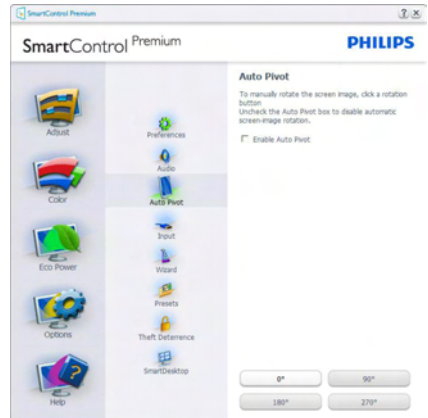 SmartControl Premium
SmartControl Premium
PHILIPS
Adjust
Color
Eco Power
Options
Help
Preferences
Audio
Auto Pivot
Input
Wizard
Presets
Theft Deterrence
SmartDesktop
Auto Pivot
To manually rotate the screen image, click a rotation
button
Uncheck the Auto Pivot box to disable automatic
screen-image rotation.
Enable Auto Pivot
0°
90°
180°
270°